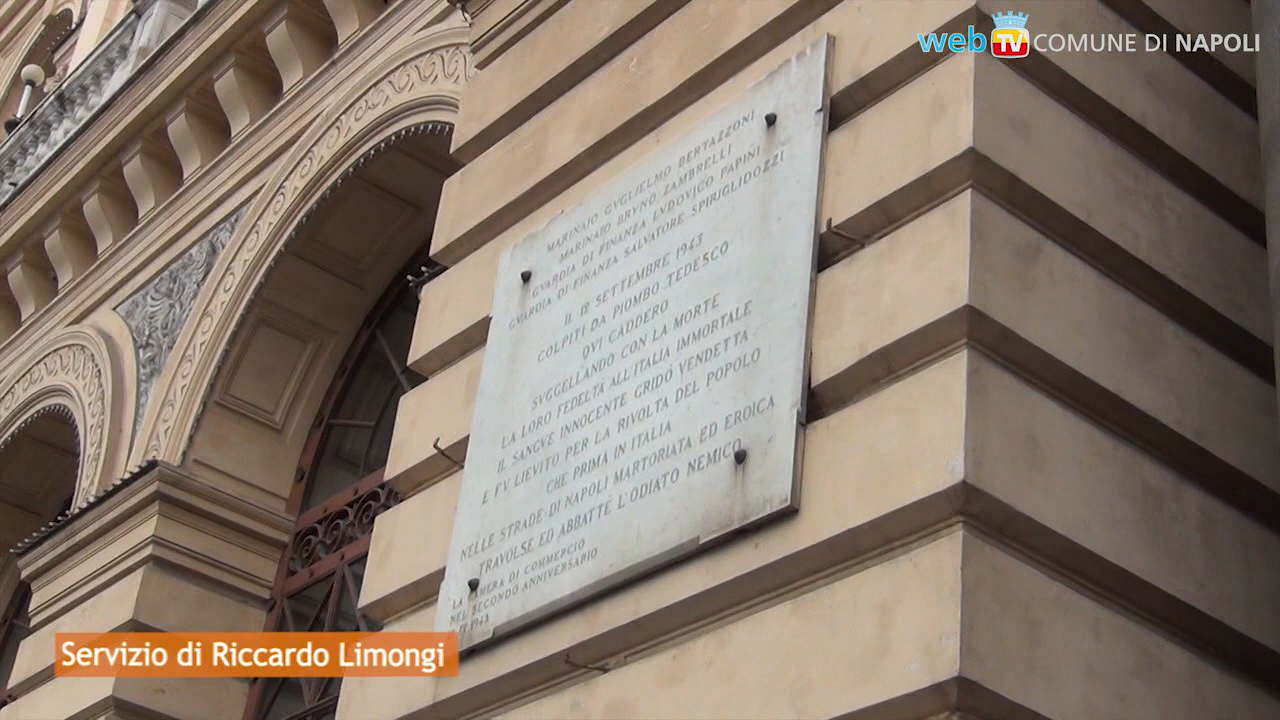 web TV COMUNE DI NAPOLI
MARINAIO GVGLIELMO BERTAZZONI
MARINAIO BRVNO ZAMBRELLI
GVARDIA DI FINANZA LVDOVICO PAPINI
GVARDIA DI FINANZA SALVATORE SPIRIGLIDOZZI
IL 12 SETTEMBRE 1943
COLPITI DA PIOMBO TEDESCO
QVI CADDERO
SVGGELLANDO CON LA MORTE
LA LORO FEDELTÀ ALL'ITALIA IMMORTALE
IL SANGVE INNOCENTE GRIDÒ VENDETTA
E FV LIEVITO PER LA RIVOLTA DEL POPOLO
CHE PRIMA IN ITALIA
NELLE STRADE DI NAPOLI MARTORIATA ED EROICA
TRAVOLSE ED ABBATTÈ L'ODIATO NEMICO
LA CAMERA DI COMMERCIO
NEL SECONDO ANNIVERSARIO
Servizio di Riccardo Limongi